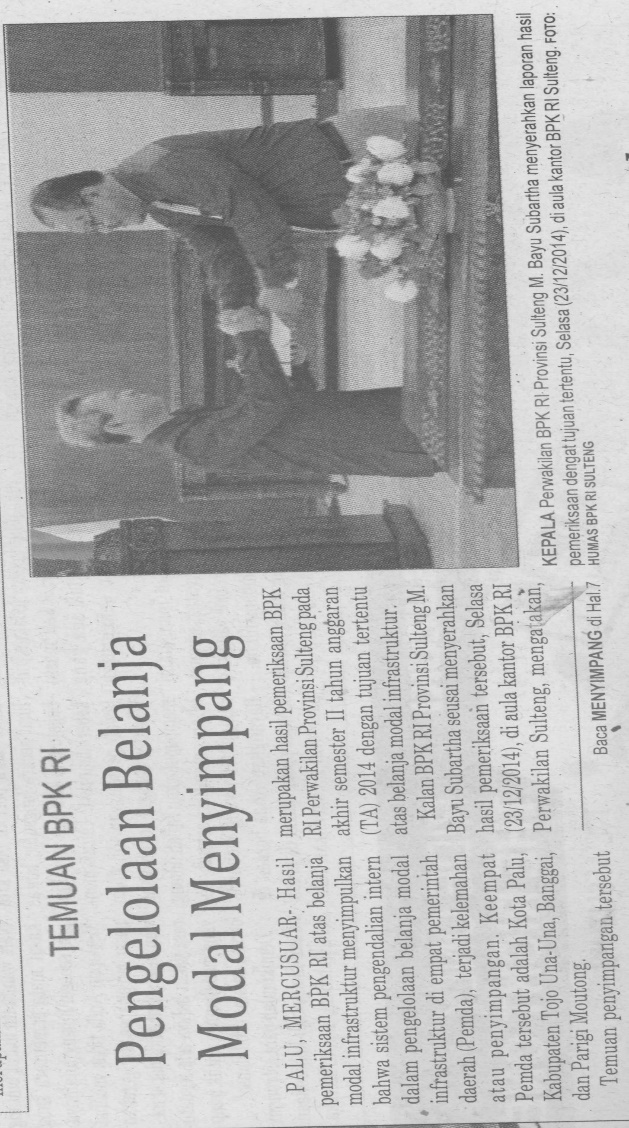 TEMUAN BPK RI
Pengelolaan Belanja
Modal Menyimpang
PALU, MERCUSUAR- Hasil
pemeriksaan BPK RI atas belanja
modal infrastruktur menyimpulkan
bahwa sistem pengendalian intern
dalam pengelolaan belanja modal
infrastruktur di empat pemerintah
daerah (Pemda), terjadi kelemahan
atau penyimpangan. Keempat
Pemda tersebut adalah Kota Palu,
Kabupaten Tojo Una-Una, Banggai,
dan Parigi Moutong.
Temuan penyimpangan tersebut
merupakan hasil pemeriksaan BPK
RI Perwakilan Provinsi Sulteng pada
akhir semester II tahun anggaran
(TA) 2014 dengan tujuan tertentu
atas belanja modal infrastruktur.
Kalan BPK RI Provinsi Sulteng M.
Bayu Subartha seusai menyerahkan
hasil pemeriksaan tersebut, Selasa
(23/12/2014), di aula kantor BPK RI
Perwakilan Sulteng, mengatakan,
Baca MENYIMPANG di Hal.7
KEPALA Perwakilan BPK RI Provinsi Sulteng M. Bayu Subartha menyerahkan laporan hasil
pemeriksaan dengat tujuan tertentu, Selasa (23/12/2014), di aula kantor BPK RI Sulteng. FOTO:
HUMAS BPK RI SULTENG